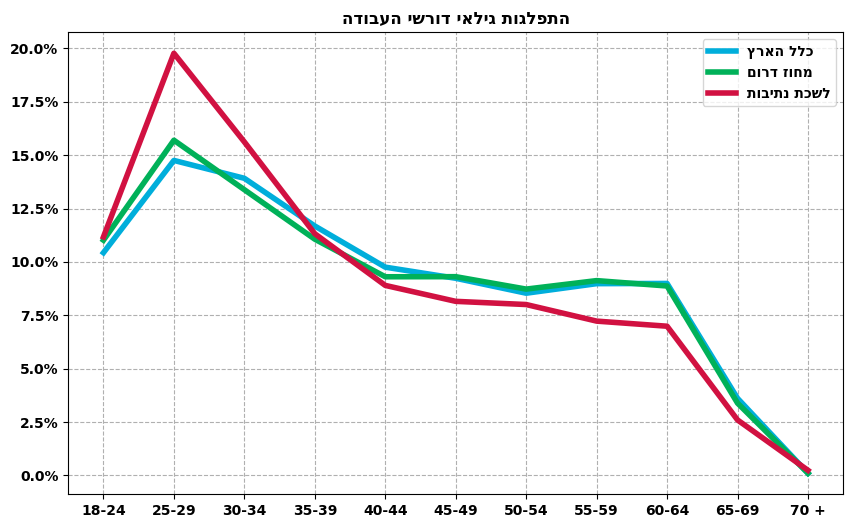 התפלגות גילאי דורשי העבודה
כלל הארץ
מחוז דרום
לשכת נתיבות
20.0%
17.5%
15.0%
12.5%
10.0%
7.5%
5.0%
2.5%
0.0%
18-24 25-29 30-34 35-39 40-44 45-49 50-54 55-59 60-64 65-69 70 +